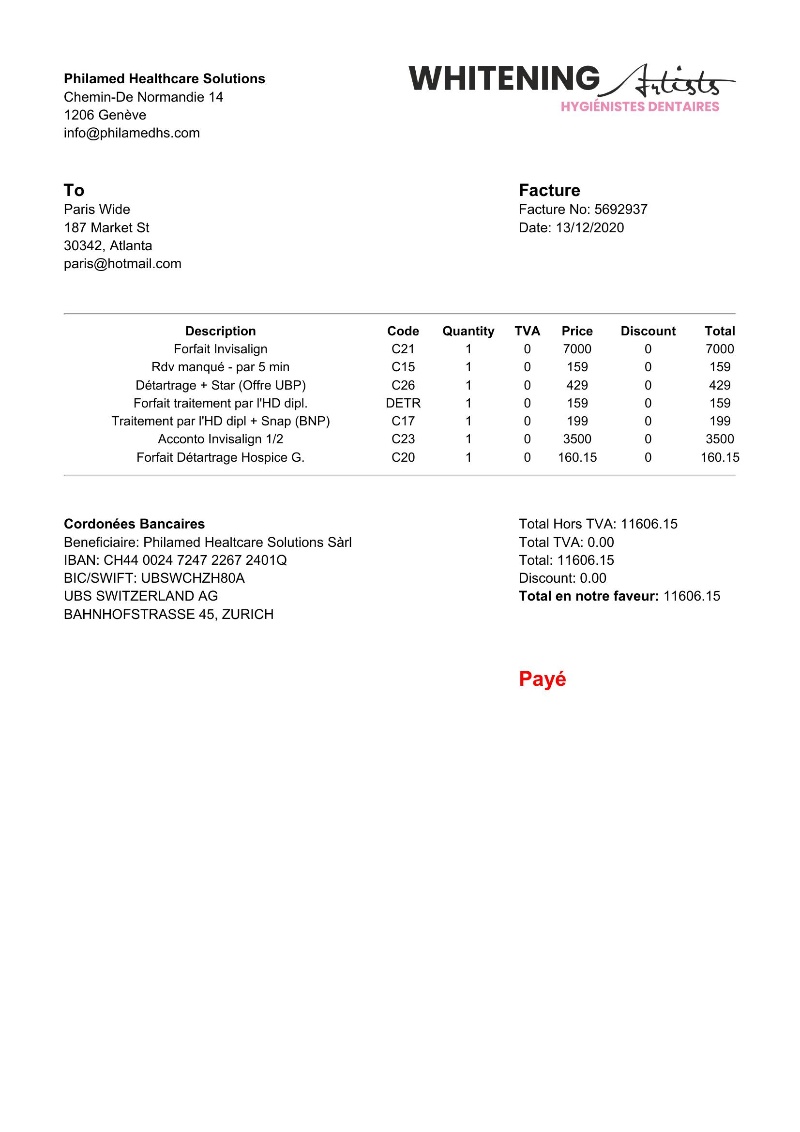 Philamed Healthcare Solutions
Chemin-De Normandie 14
1206 Genève
info@philamedhs.com
WHITENING Artists
HYGIÉNISTES DENTAIRES
To
Paris Wide
187 Market St
30342, Atlanta
paris@hotmail.com
Facture
Facture No: 5692937
Date: 13/12/2020
Description Code Quantity TVA Price Discount Total
Forfait Invisalign C21 1 0 7000 0 7000
Rdv manqué - par 5 min C15 1 0 159 0 159
Détartrage + Star (Offre UBP) C26 1 0 429 0 429
Forfait traitement par l'HD dipl. DETR 1 0 159 0 159
Traitement par l'HD dipl + Snap (BNP) C17 1 0 199 0 199
Acconto Invisalign 1/2 C23 1 0 3500 0 3500
Forfait Détartrage Hospice G. C20 1 0 160.15 0 160.15
Cordonées Bancaires
Beneficiaire: Philamed Healtcare Solutions Sàrl
IBAN: CH44 0024 7247 2267 2401Q
BIC/SWIFT: UBSWCHZH80A
UBS SWITZERLAND AG
BAHNHOFSTRASSE 45, ZURICH
Total Hors TVA: 11606.15
Total TVA: 0.00
Total: 11606.15
Discount: 0.00
Total en notre faveur: 11606.15
Payé